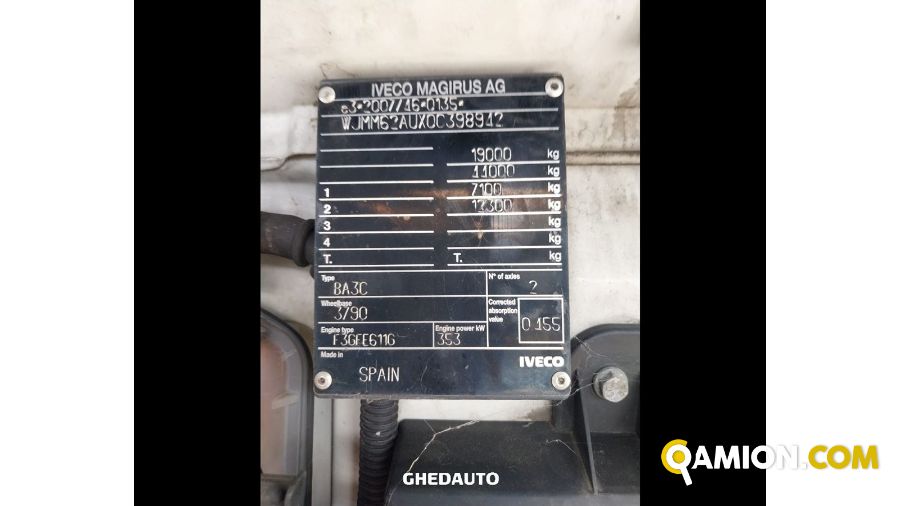 IVECO MAGIRUS AG
e3*2007/46*0135*
WJMM62AUX0C398942
19000 kg
44000 kg
1 7100 kg
2 12300 kg
3 kg
4 kg
T. T. kg
Type 8A3C N° of axles 2
Wheelbase 3790 Corrected absorption value 0.155
Engine type F3GFE611G Engine power kW 353
Made in SPAIN IVECO
GHEDAUTO
QAMION.COM